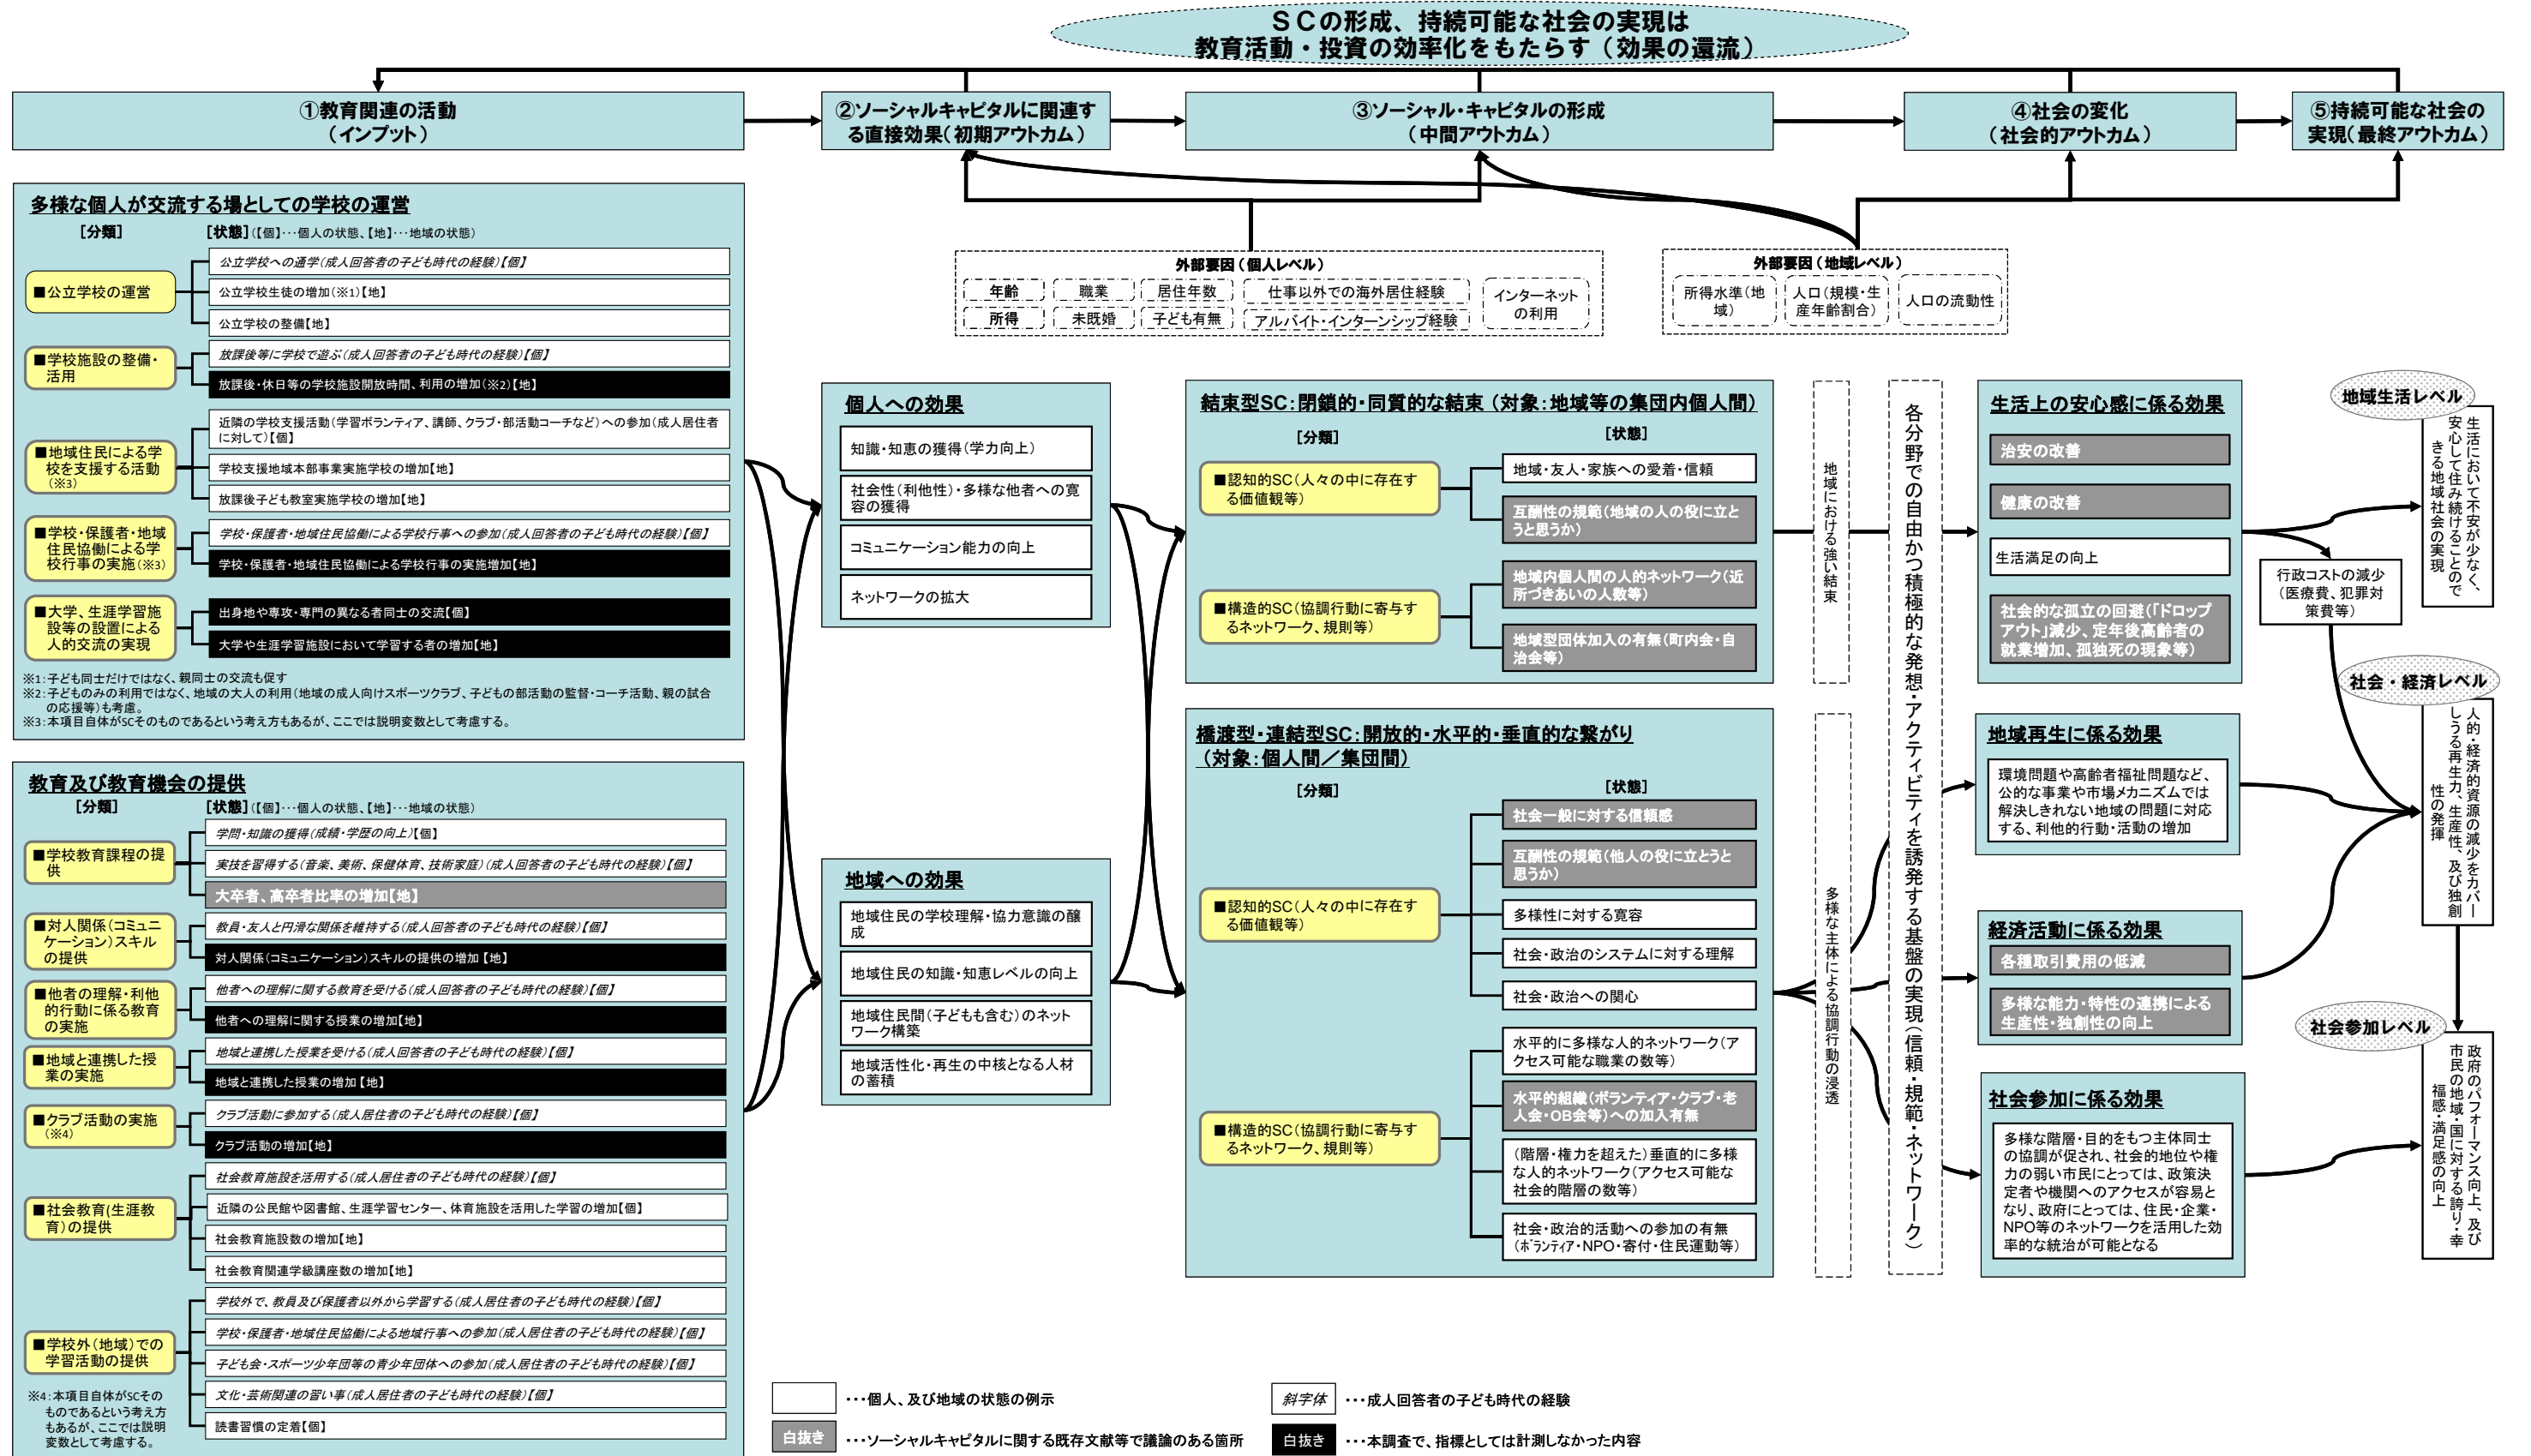 ＳＣの形成、持続可能な社会の実現は
教育活動・投資の効率化をもたらす（効果の還流）
①教育関連の活動
（インプット）
②ソーシャルキャピタルに関連す
る直接効果（初期アウトカム）
③ソーシャル・キャピタルの形成
（中間アウトカム）
④社会の変化
（社会的アウトカム）
⑤持続可能な社会の
実現（最終アウトカム）
多様な個人が交流する場としての学校の運営
［分類］
［状態］（【個】･･･個人の状態、【地】･･･地域の状態）
■公立学校の運営
公立学校への通学（成人回答者の子ども時代の経験）【個】
公立学校生徒の増加（※1）【地】
公立学校の整備【地】
■学校施設の整備・
活用
放課後等に学校で遊ぶ（成人回答者の子ども時代の経験）【個】
放課後・休日等の学校施設開放時間、利用の増加（※2）【地】
■地域住民による学
校を支援する活動
（※3）
近隣の学校支援活動（学習ボランティア、講師、クラブ・部活動コーチなど）への参加（成人居住者
に対して）【個】
学校支援地域本部事業実施学校の増加【地】
放課後子ども教室実施学校の増加【地】
■学校・保護者・地域
住民協働による学
校行事の実施（※3）
学校・保護者・地域住民協働による学校行事への参加（成人回答者の子ども時代の経験）【個】
学校・保護者・地域住民協働による学校行事の実施増加【地】
■大学、生涯学習施
設等の設置による
人的交流の実現
出身地や専攻・専門の異なる者同士の交流【個】
大学や生涯学習施設において学習する者の増加【地】
※1：子ども同士だけではなく、親同士の交流も促す
※2：子どものみの利用ではなく、地域の大人の利用（地域の成人向けスポーツクラブ、子どもの部活動の監督・コーチ活動、親の試合
の応援等）も考慮。
※3：本項目自体がSCそのものであるという考え方もあるが、ここでは説明変数として考慮する。
教育及び教育機会の提供
［分類］
［状態］（【個】･･･個人の状態、【地】･･･地域の状態）
■学校教育課程の提
供
学問・知識の獲得（成績・学歴の向上）【個】
実技を習得する（音楽、美術、保健体育、技術家庭）（成人回答者の子ども時代の経験）【個】
大卒者、高卒者比率の増加【地】
■対人関係（コミュニ
ケーション）スキル
の提供
教員・友人と円滑な関係を維持する（成人回答者の子ども時代の経験）【個】
対人関係（コミュニケーション）スキルの提供の増加【地】
■他者の理解・利他
的行動に係る教育
の実施
他者への理解に関する教育を受ける（成人回答者の子ども時代の経験）【個】
他者への理解に関する授業の増加【地】
■地域と連携した授
業の実施
地域と連携した授業を受ける（成人回答者の子ども時代の経験）【個】
地域と連携した授業の増加【地】
■クラブ活動の実施
（※4）
クラブ活動に参加する（成人居住者の子ども時代の経験）【個】
クラブ活動の増加【地】
■社会教育(生涯教
育）の提供
社会教育施設を活用する（成人居住者の子ども時代の経験）【個】
近隣の公民館や図書館、生涯学習センター、体育施設を活用した学習の増加【個】
社会教育施設数の増加【地】
社会教育関連学級講座数の増加【地】
■学校外（地域）での
学習活動の提供
学校外で、教員及び保護者以外から学習する（成人居住者の子ども時代の経験）【個】
学校・保護者・地域住民協働による地域行事への参加（成人居住者の子ども時代の経験）【個】
子ども会・スポーツ少年団等の青少年団体への参加（成人居住者の子ども時代の経験）【個】
文化・芸術関連の習い事（成人居住者の子ども時代の経験）【個】
読書習慣の定着【個】
※4：本項目自体がSCその
ものであるという考え方
もあるが、ここでは説明
変数として考慮する。
外部要因（個人レベル）
年齢
職業
居住年数
仕事以外での海外居住経験
インターネット
の利用
所得
未既婚
子ども有無
アルバイト・インターンシップ経験
外部要因（地域レベル）
所得水準（地
域）
人口（規模・生
産年齢割合）
人口の流動性
個人への効果
知識・知恵の獲得（学力向上）
社会性（利他性）・多様な他者への寛
容の獲得
コミュニケーション能力の向上
ネットワークの拡大
地域への効果
地域住民の学校理解・協力意識の醸
成
地域住民の知識・知恵レベルの向上
地域住民間（子どもも含む）のネット
ワーク構築
地域活性化・再生の中核となる人材
の蓄積
結束型SC：閉鎖的・同質的な結束（対象：地域等の集団内個人間）
［分類］
［状態］
■認知的SC（人々の中に存在す
る価値観等）
地域・友人・家族への愛着・信頼
互酬性の規範（地域の人の役に立と
うと思うか）
■構造的SC（協調行動に寄与す
るネットワーク、規則等）
地域内個人間の人的ネットワーク（近
所づきあいの人数等）
地域型団体加入の有無（町内会・自
治会等）
橋渡型・連結型SC：開放的・水平的・垂直的な繋がり
（対象：個人間／集団間）
［分類］
［状態］
■認知的SC（人々の中に存在す
る価値観等）
社会一般に対する信頼感
互酬性の規範（他人の役に立とうと
思うか）
多様性に対する寛容
社会・政治のシステムに対する理解
社会・政治への関心
■構造的SC（協調行動に寄与す
るネットワーク、規則等）
水平的に多様な人的ネットワーク（ア
クセス可能な職業の数等）
水平的組織（ボランティア・クラブ・老
人会・OB会等）への加入有無
（階層・権力を超えた）垂直的に多様
な人的ネットワーク（アクセス可能な
社会的階層の数等）
社会・政治的活動への参加の有無
（ﾎﾞﾗﾝﾃｨｱ・NPO・寄付・住民運動等）
地域における強い結束
多様な主体による協調行動の浸透
各分野での自由かつ積極的な発想・アクティビティを誘発する基盤の実現（信頼・規範・ネットワーク）
生活上の安心感に係る効果
治安の改善
健康の改善
生活満足の向上
社会的な孤立の回避（「ドロップ
アウト」減少、定年後高齢者の
就業増加、孤独死の現象等）
地域再生に係る効果
環境問題や高齢者福祉問題など、
公的な事業や市場メカニズムでは
解決しきれない地域の問題に対応
する、利他的行動・活動の増加
経済活動に係る効果
各種取引費用の低減
多様な能力・特性の連携による
生産性・独創性の向上
社会参加に係る効果
多様な階層・目的をもつ主体同士
の協調が促され、社会的地位や権
力の弱い市民にとっては、政策決
定者や機関へのアクセスが容易と
なり、政府にとっては、住民・企業・
NPO等のネットワークを活用した効
率的な統治が可能となる
地域生活レベル
生活において不安が少なく、
安心して住み続けることので
きる地域社会の実現
行政コストの減少
（医療費、犯罪対
策費等）
社会・経済レベル
人的・経済的資源の減少をカバー
しうる再生力、生産性、及び独創
性の発揮
社会参加レベル
政府のパフォーマンス向上、及び
市民の地域・国に対する誇り・幸
福感・満足感の向上
･･･個人、及び地域の状態の例示
斜字体
･･･成人回答者の子ども時代の経験
白抜き
･･･ソーシャルキャピタルに関する既存文献等で議論のある箇所
白抜き
･･･本調査で、指標としては計測しなかった内容